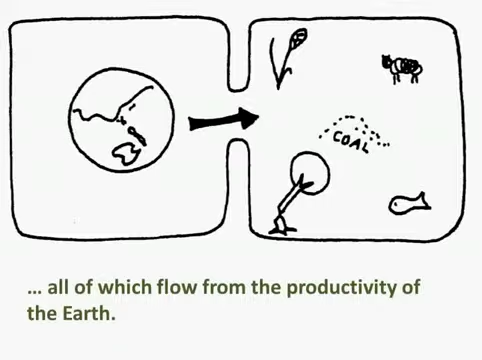 COAL
... all of which flow from the productivity of
the Earth.